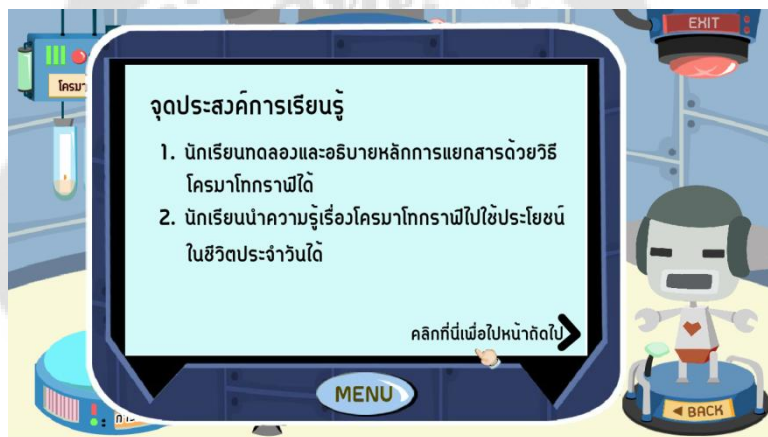 EXIT
โครมา
จุดประสงค์การเรียนรู้
1. นักเรียนทดลองและอธิบายหลักการแยกสารด้วยวิธี
โครมาโทกราฟีได้
2. นักเรียนนำความรู้เรื่องโครมาโทกราฟีไปใช้ประโยชน์
ในชีวิตประจำวันได้
คลิกที่นี่เพื่อไปหน้าถัดไป
MENU
BACK